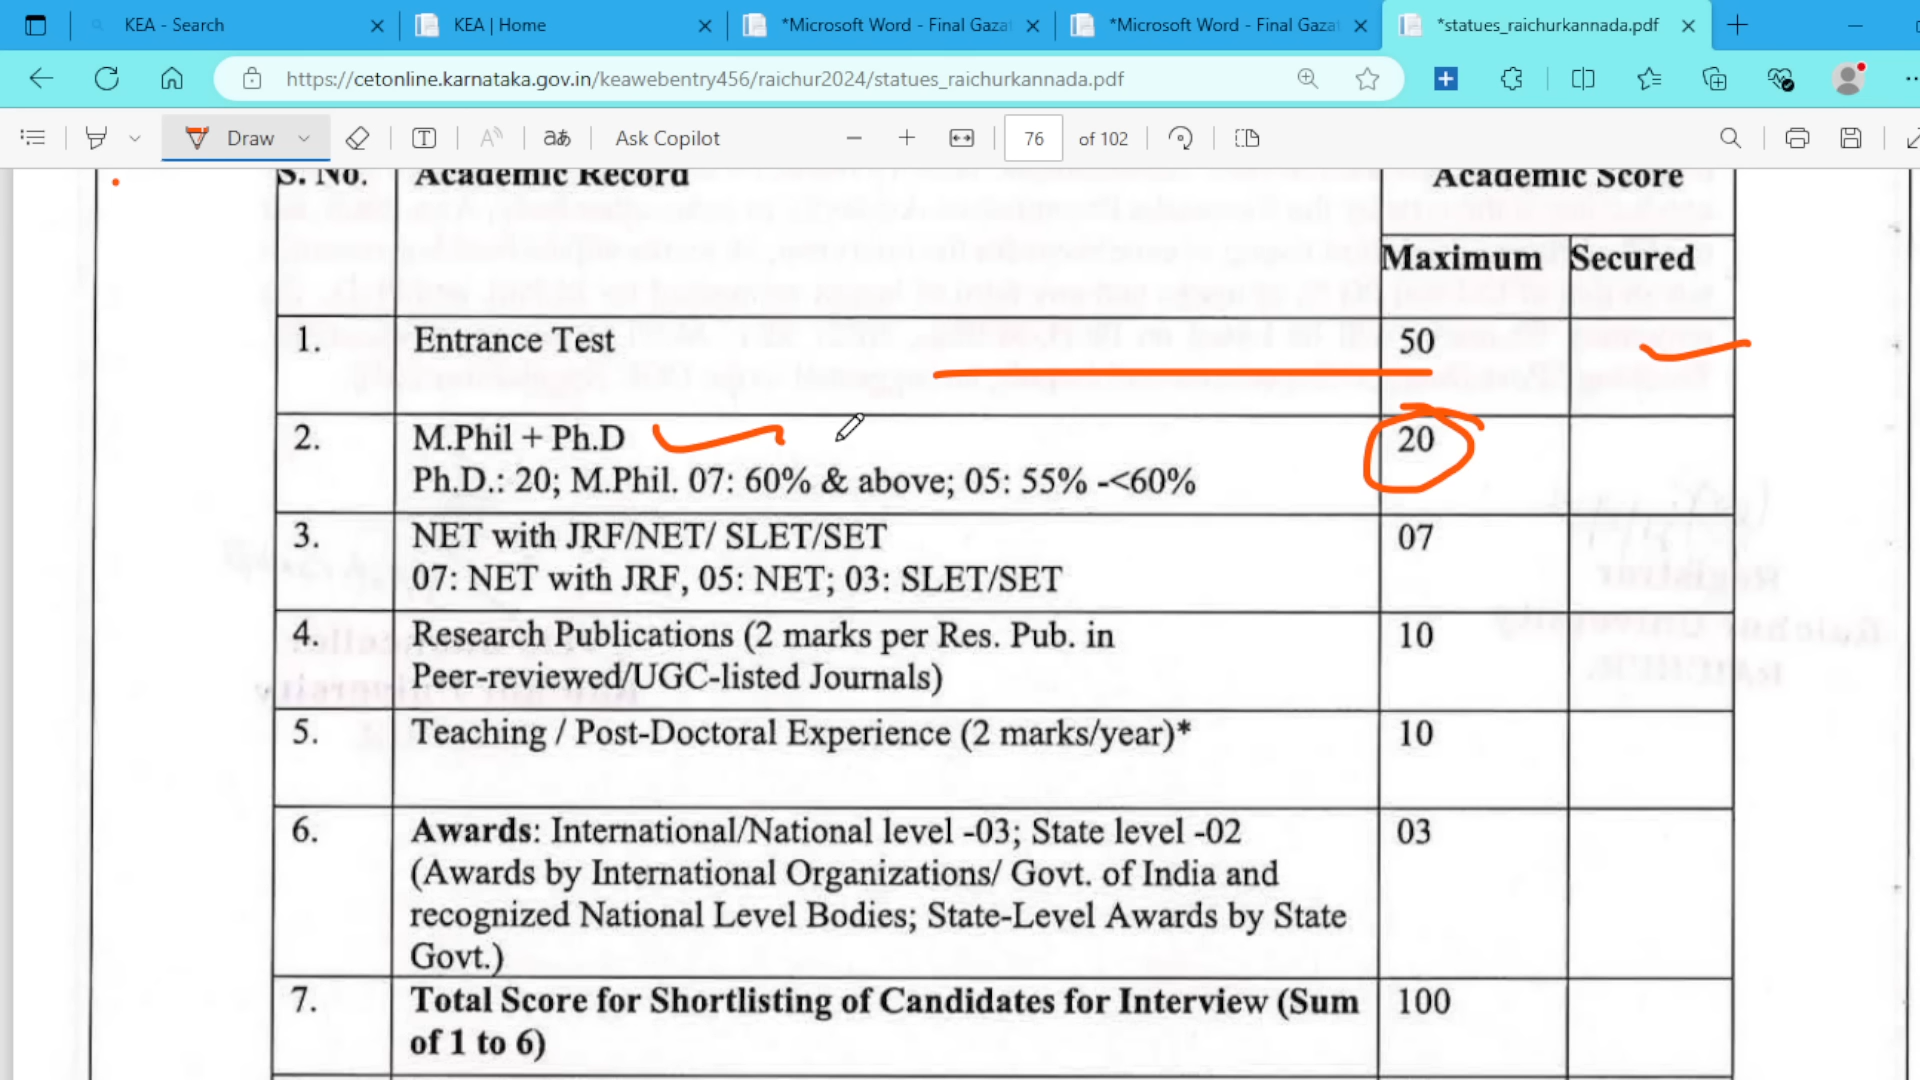 KEA - Search
KEA | Home
*Microsoft Word - Final Gaza
*Microsoft Word - Final Gaza
*statues_raichurkannada.pdf
https://cetonline.karnataka.gov.in/keawebentry456/raichur2024/statues_raichurkannada.pdf
Draw
Ask Copilot
76 of 102
S. No. Academic Record Academic Score
Maximum Secured
1. Entrance Test 50
2. M.Phil + Ph.D 20
Ph.D.: 20; M.Phil. 07: 60% & above; 05: 55% -<60%
3. NET with JRF/NET/ SLET/SET 07
07: NET with JRF, 05: NET; 03: SLET/SET
4. Research Publications (2 marks per Res. Pub. in 10
Peer-reviewed/UGC-listed Journals)
5. Teaching / Post-Doctoral Experience (2 marks/year)* 10
6. Awards: International/National level -03; State level -02 03
(Awards by International Organizations/ Govt. of India and
recognized National Level Bodies; State-Level Awards by State
Govt.)
7. Total Score for Shortlisting of Candidates for Interview (Sum 100
of 1 to 6)